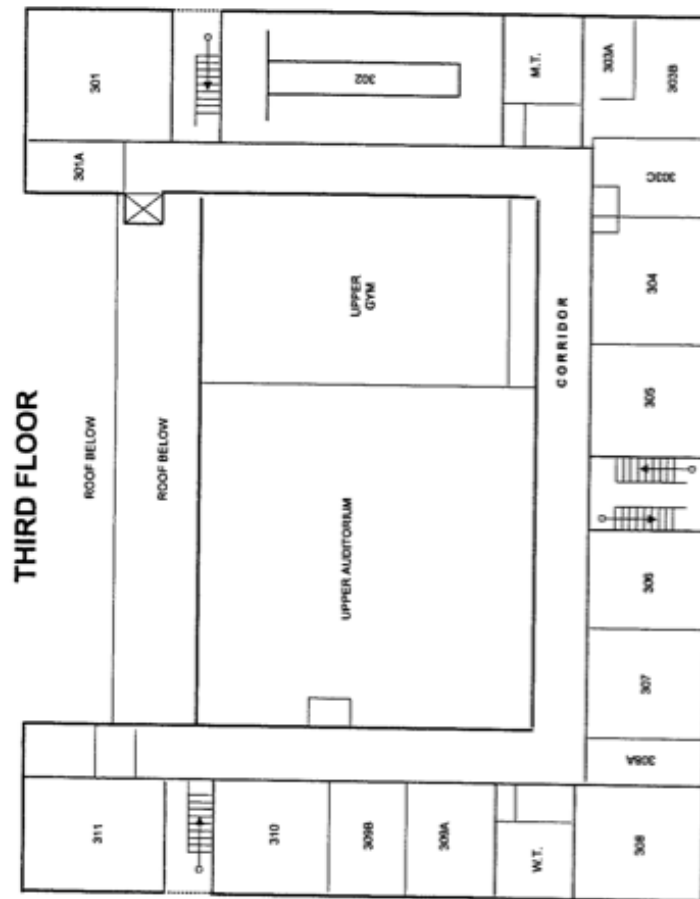 THIRD FLOOR
301
301A
302
M.T.
303A
303B
303C
304
305
306
307
308A
308
W.T.
309A
309B
310
311
ROOF BELOW
ROOF BELOW
UPPER
GYM
UPPER AUDITORIUM
CORRIDOR